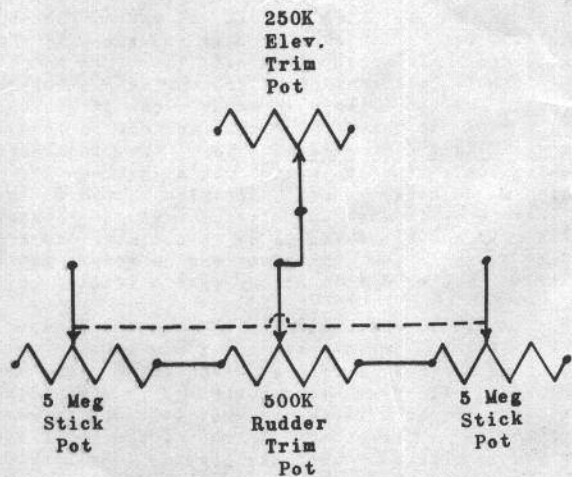 250K
Elev.
Trim
Pot
5 Meg
Stick
Pot
500K
Rudder
Trim
Pot
5 Meg
Stick
Pot